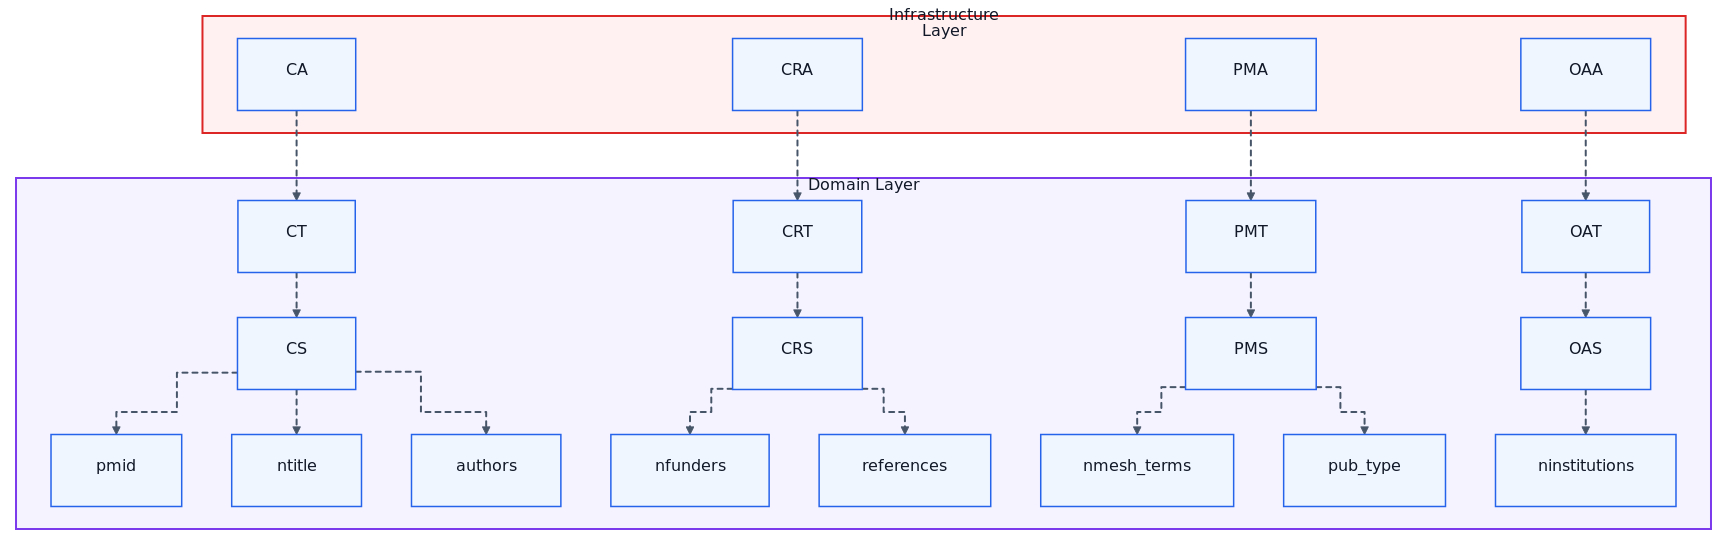 Infrastructure
Layer
CA
CRA
PMA
OAA
Domain Layer
CT
CRT
PMT
OAT
CS
CRS
PMS
OAS
pmid
ntitle
authors
nfunders
references
nmesh_terms
pub_type
ninstitutions